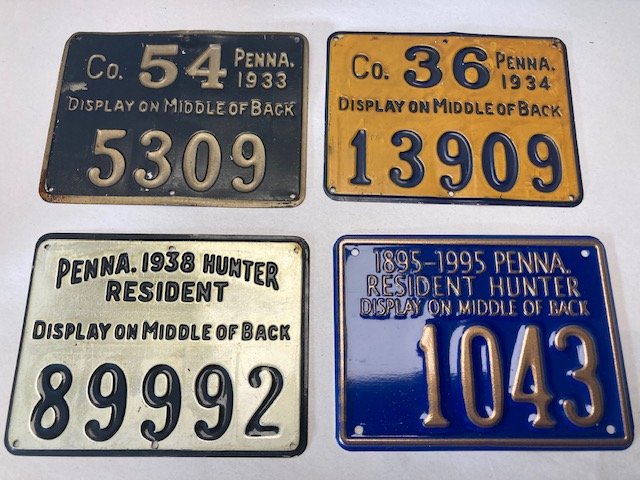 Co. 54 PENNA. 1933
DISPLAY ON MIDDLE OF BACK
5309
Co. 36 PENNA. 1934
DISPLAY ON MIDDLE OF BACK
13909
PENNA. 1938 HUNTER
RESIDENT
DISPLAY ON MIDDLE OF BACK
89992
1895-1995 PENNA.
RESIDENT HUNTER
DISPLAY ON MIDDLE OF BACK
1043